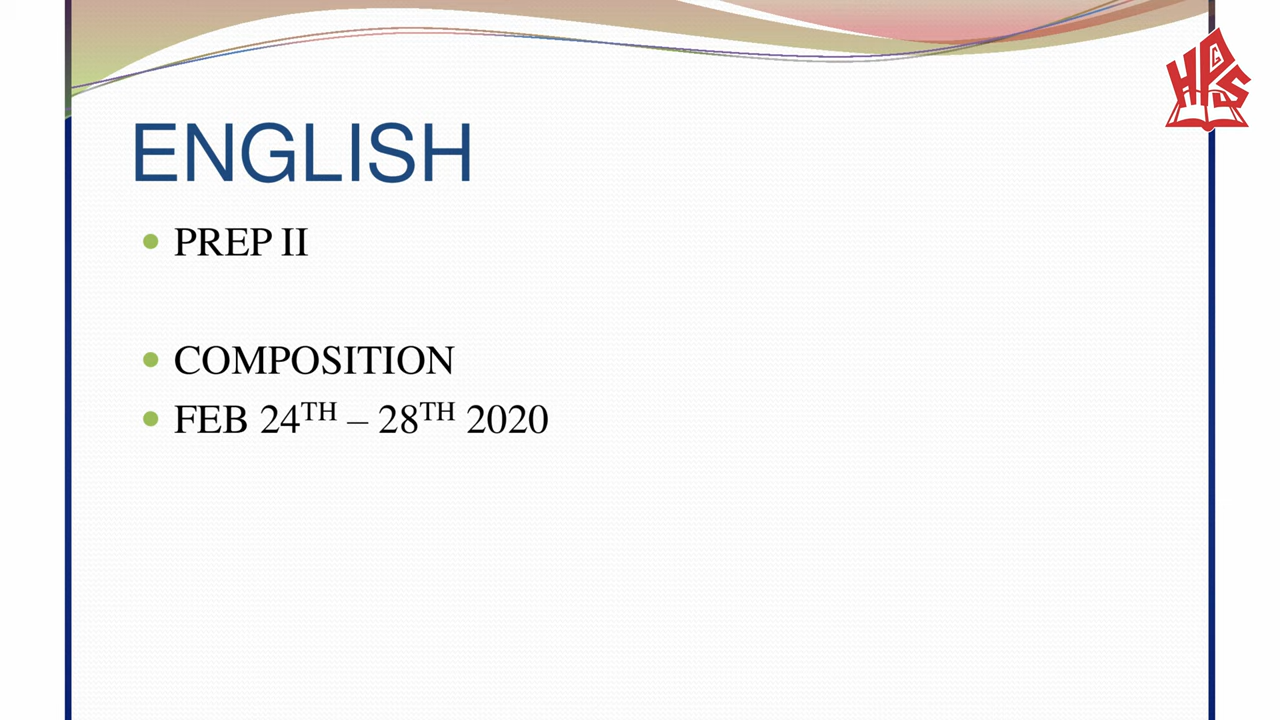 ENGLISH
PREP II
COMPOSITION
FEB 24TH – 28TH 2020